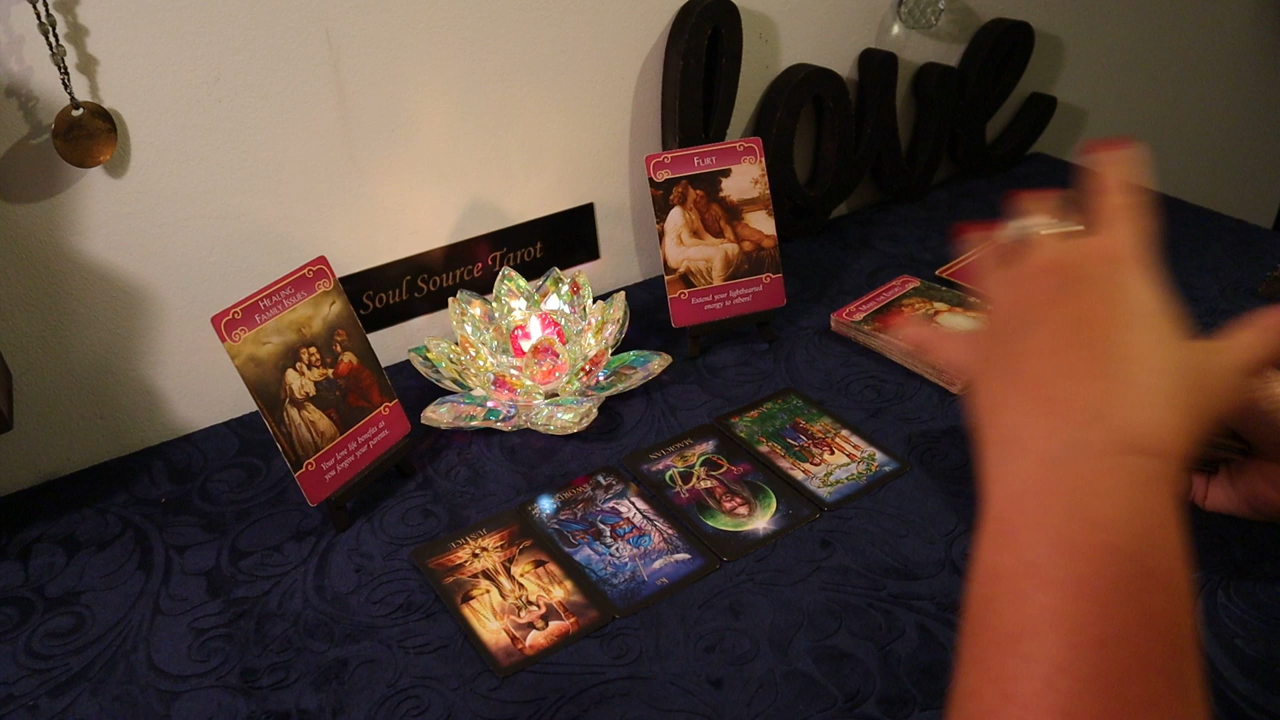 love
Soul Source Tarot
FLIRT
Extend your lighthearted
energy to others!
HEALING
FAMILY ISSUES
Your love life benefits as
you forgive your parents.
MAGICIAN
JUSTICE